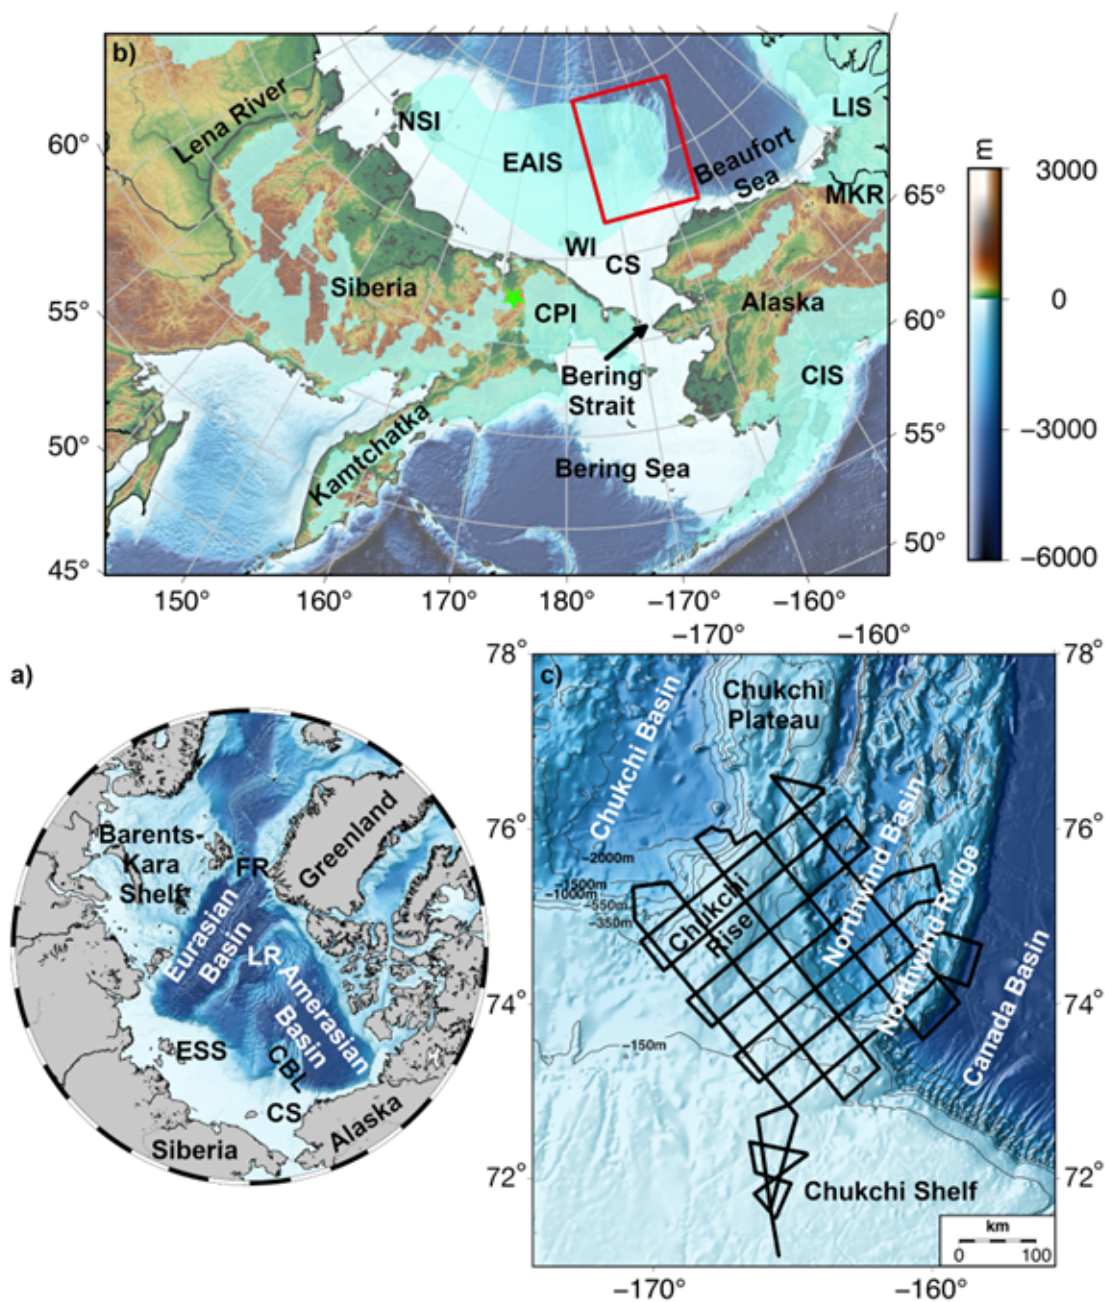 b)
NSI
Lena River
EAIS
Beaufort
Sea
LIS
MKR
WI
CS
Siberia
CPI
Alaska
Bering
Strait
CIS
Kamtchatka
Bering Sea
60°
55°
50°
45°
65°
60°
55°
50°
150°
160°
170°
180°
−170°
−160°
m
3000
0
−3000
−6000
a)
Barents-
Kara
Shelf
FR
Greenland
Eurasian
Basin
LR
Amerasian
Basin
ESS
CBL
CS
Siberia
Alaska
−170°
−160°
78°
76°
74°
72°
78°
76°
74°
72°
c)
Chukchi
Plateau
Chukchi Basin
Northwind Basin
Chukchi
Rise
Northwind Ridge
Canada Basin
-2000m
-1500m
-1000m
-550m
-350m
-150m
Chukchi Shelf
km
0 100
−170°
−160°